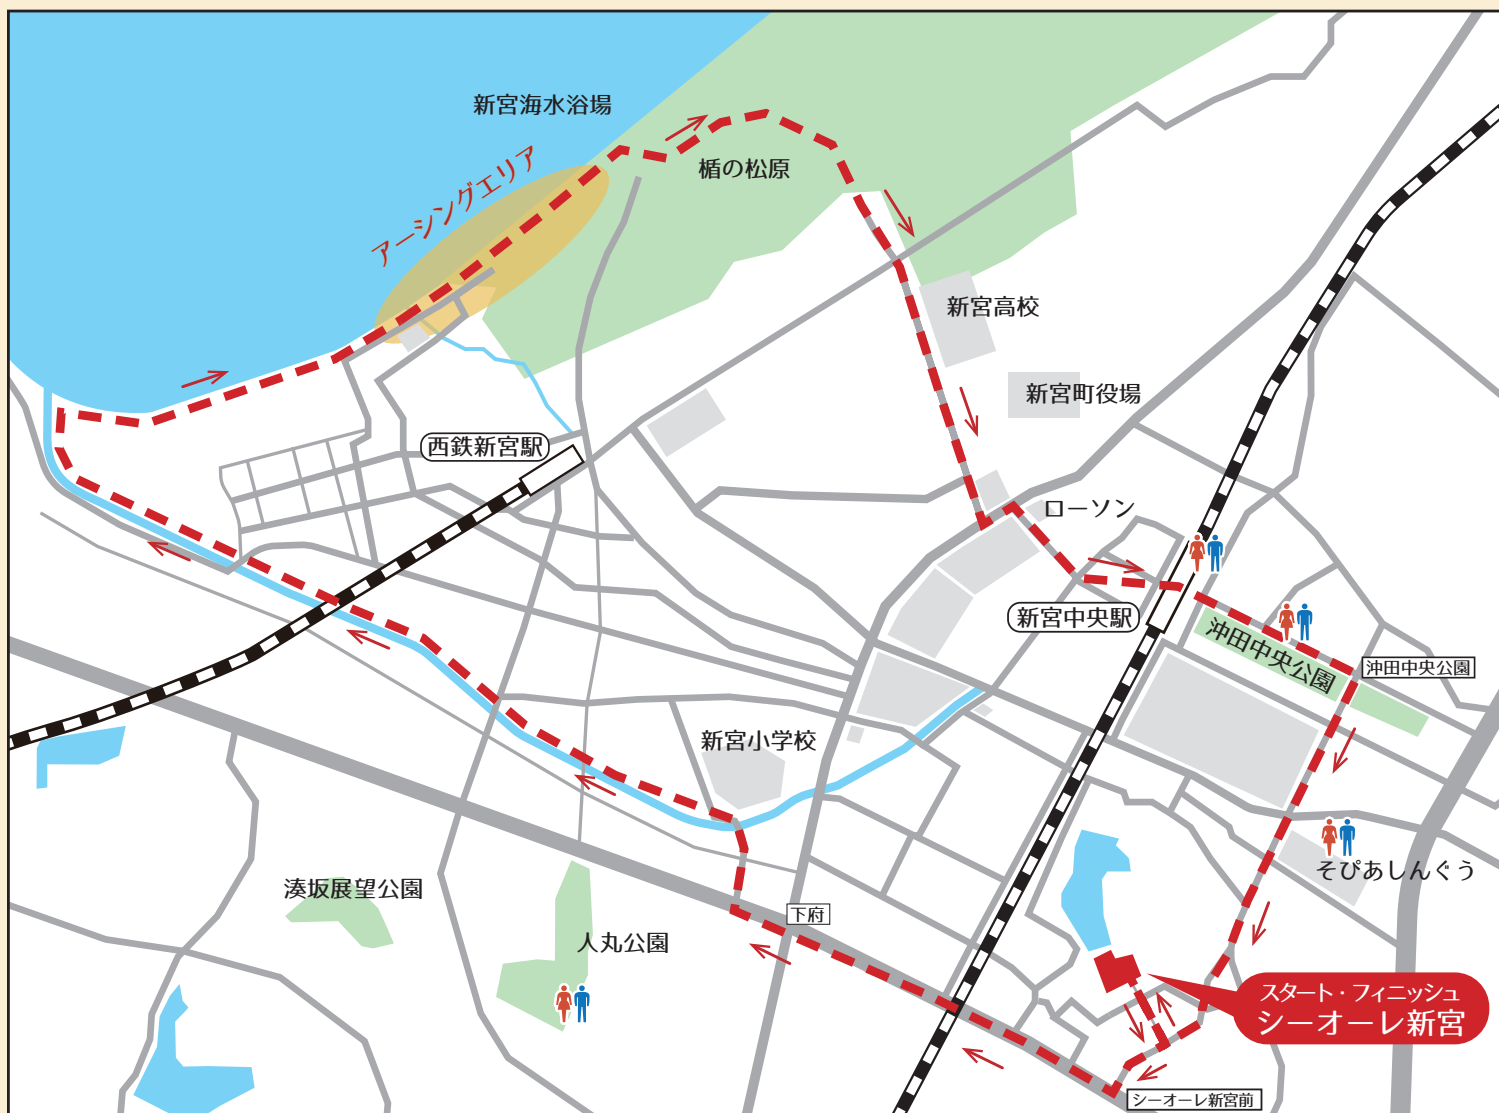 新宮海水浴場
アーシングエリア
楯の松原
新宮高校
新宮町役場
西鉄新宮駅
ローソン
新宮中央駅
沖田中央公園
沖田中央公園
新宮小学校
そぴあしんぐう
湊坂展望公園
下府
人丸公園
スタート・フィニッシュ
シーオーレ新宮
シーオーレ新宮前